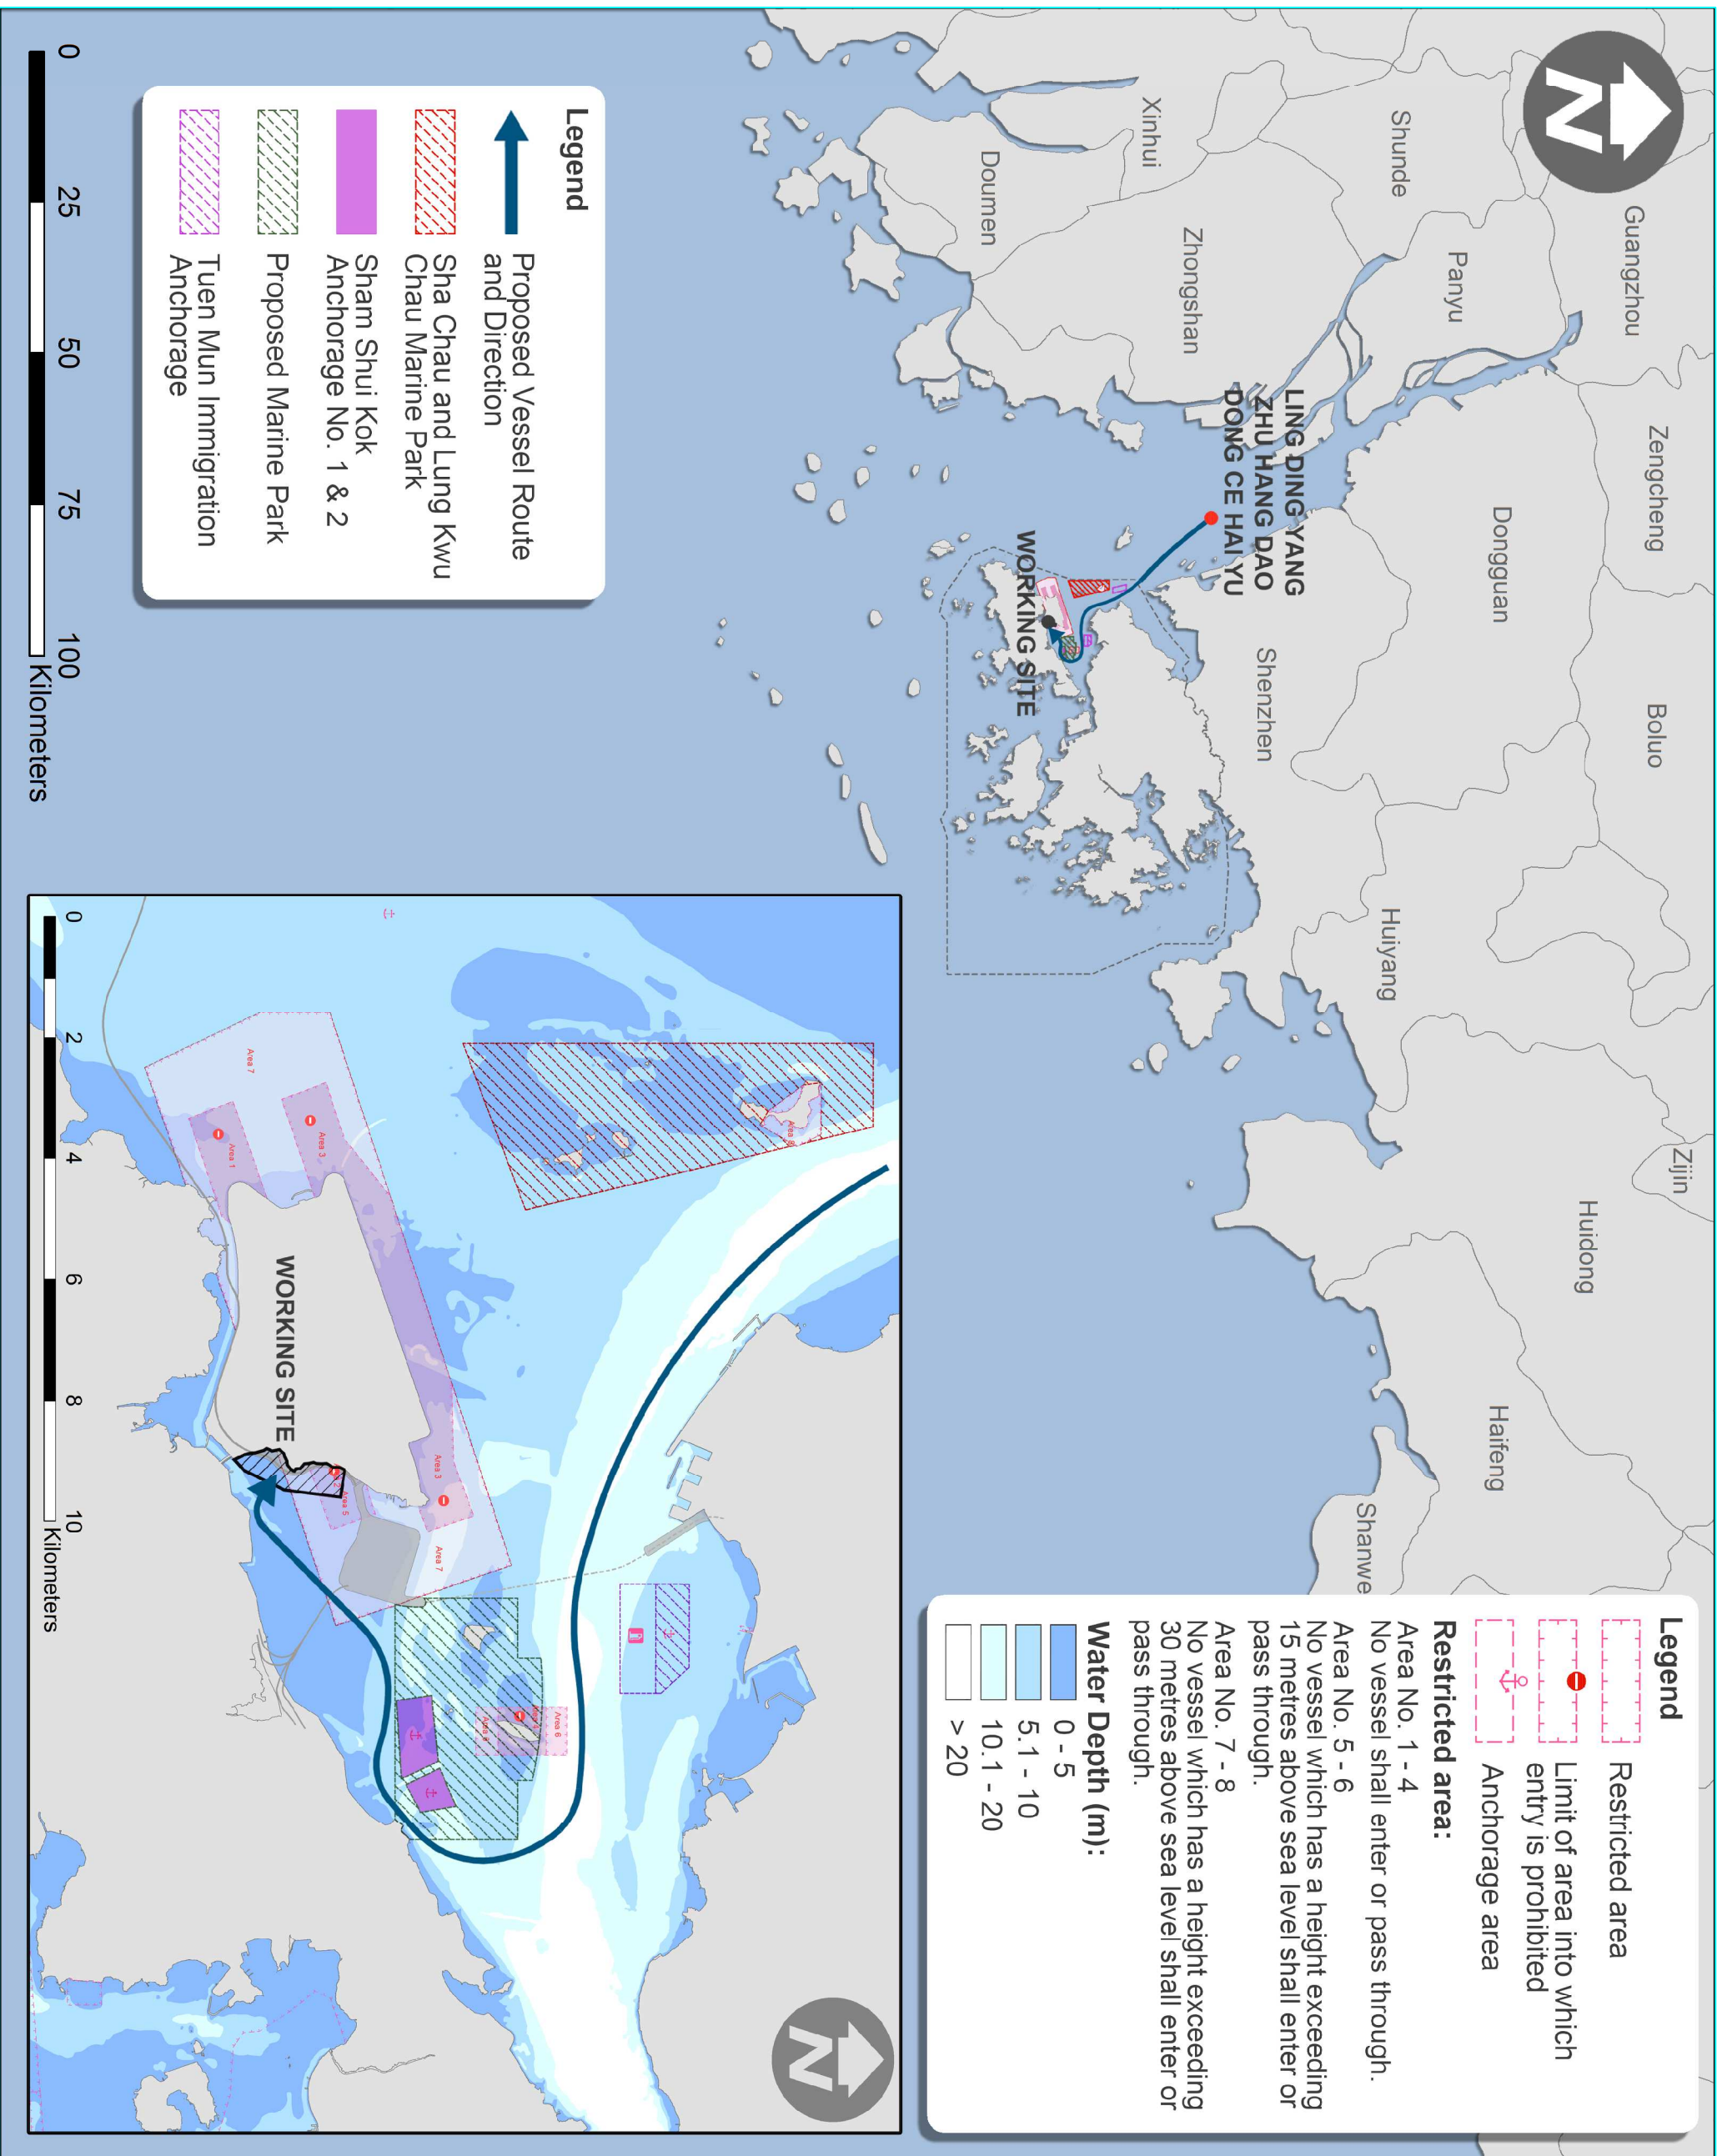 N
Guangzhou
Zengcheng
Boluo
Zijin
Huidong
Shunde
Panyu
Dongguan
Huiyang
Haifeng
Shanwe
Xinhui
Zhongshan
Shenzhen
Doumen
LING DING YANG
ZHU HANG DAO
DONG CE HAI YU
WORKING SITE
Legend
Proposed Vessel Route
and Direction
Sha Chau and Lung Kwu
Chau Marine Park
Sham Shui Kok
Anchorage No. 1 & 2
Proposed Marine Park
Tuen Mun Immigration
Anchorage
0 25 50 75 100
Kilometers
Legend
Restricted area
Limit of area into which
entry is prohibited
Anchorage area
Restricted area:
Area No. 1 - 4
No vessel shall enter or pass through.
Area No. 5 - 6
No vessel which has a height exceeding
15 metres above sea level shall enter or
pass through.
Area No. 7 - 8
No vessel which has a height exceeding
30 metres above sea level shall enter or
pass through.
Water Depth (m):
0 - 5
5.1 - 10
10.1 - 20
> 20
Area 8
Area 7
Area 3
Area 1
WORKING SITE
Area 3
Area 7
Area 5
Area 6
N
0 2 4 6 8 10
Kilometers